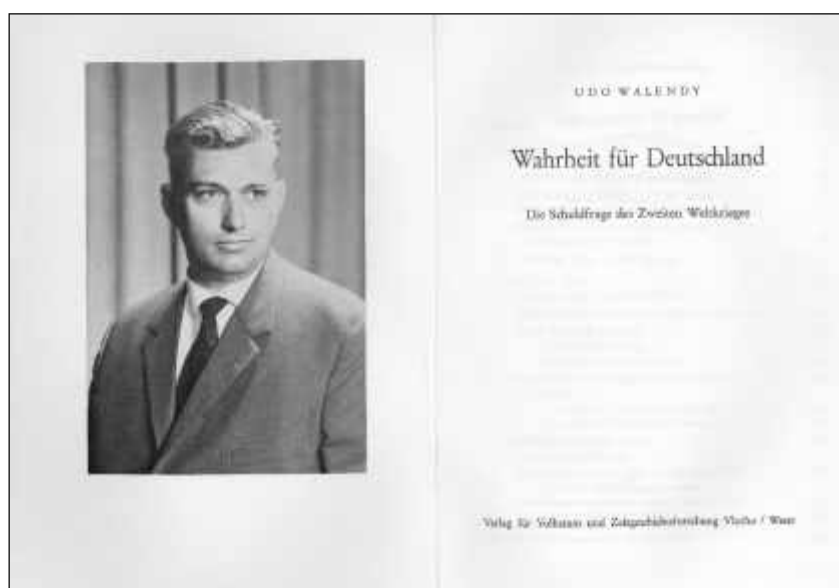 UDO WALENDY
Wahrheit für Deutschland
Die Schuldfrage des Zweiten Weltkrieges
Verlag für Volkstum und Zeitgeschichtsforschung Vlotho / Weser